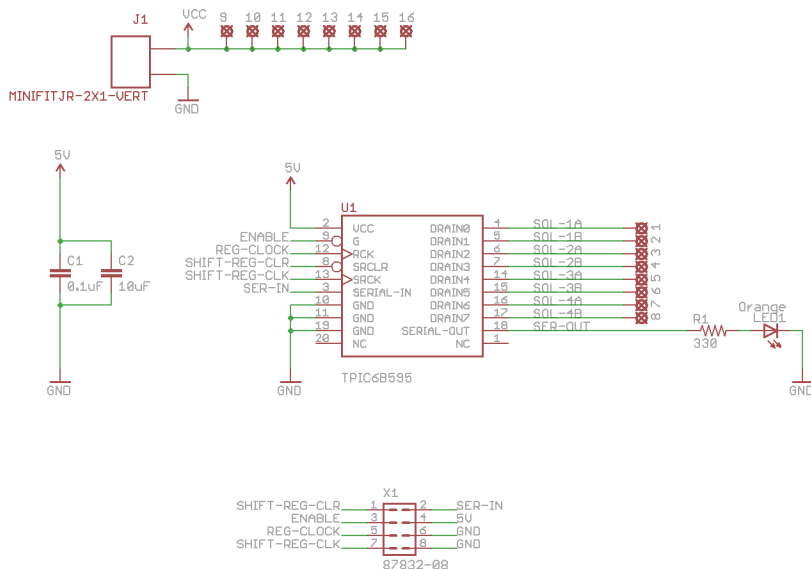 J1
VCC 9 10 11 12 13 14 15 16
MINIFITJR-2X1-VERT
GND
5V
5V
C1
0.1uF
C2
10uF
GND
U1
ENABLE
REG-CLOCK
SHIFT-REG-CLR
SHIFT-REG-CLK
SER-IN
2 VCC DRAIN0 4 SOL-1A 1
9 G DRAIN1 5 SOL-1B 2
12 RCK DRAIN2 6 SOL-2A 3
8 SRCLR DRAIN3 7 SOL-2B 4
13 SRCK DRAIN4 14 SOL-3A 5
3 SERIAL-IN DRAIN5 15 SOL-3B 6
10 GND DRAIN6 16 SOL-4A 7
11 GND DRAIN7 17 SOL-4B 8
19 GND SERIAL-OUT 18 SER-OUT
20 NC NC 1
TPIC6B595
GND
R1
330
Orange
LED1
GND
X1
SHIFT-REG-CLR 1 2 SER-IN
ENABLE 3 4 5V
REG-CLOCK 5 6 GND
SHIFT-REG-CLK 7 8 GND
87832-08